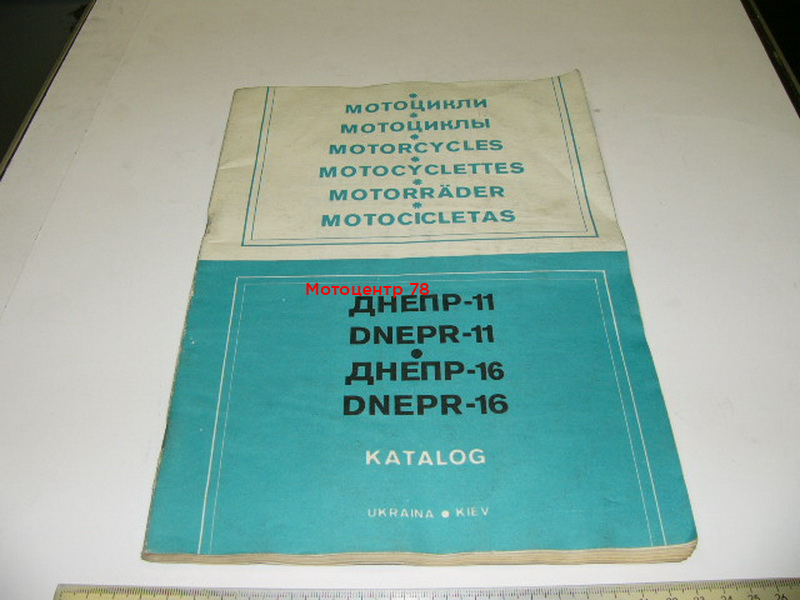 МОТОЦИКЛИ
МОТОЦИКЛЫ
MOTORCYCLES
MOTOCYCLETTES
MOTORRÄDER
MOTOCICLETAS
Мотоцентр 78
ДНЕПР-11
DNEPR-11
ДНЕПР-16
DNEPR-16
KATALOG
UKRAINA • KIEV